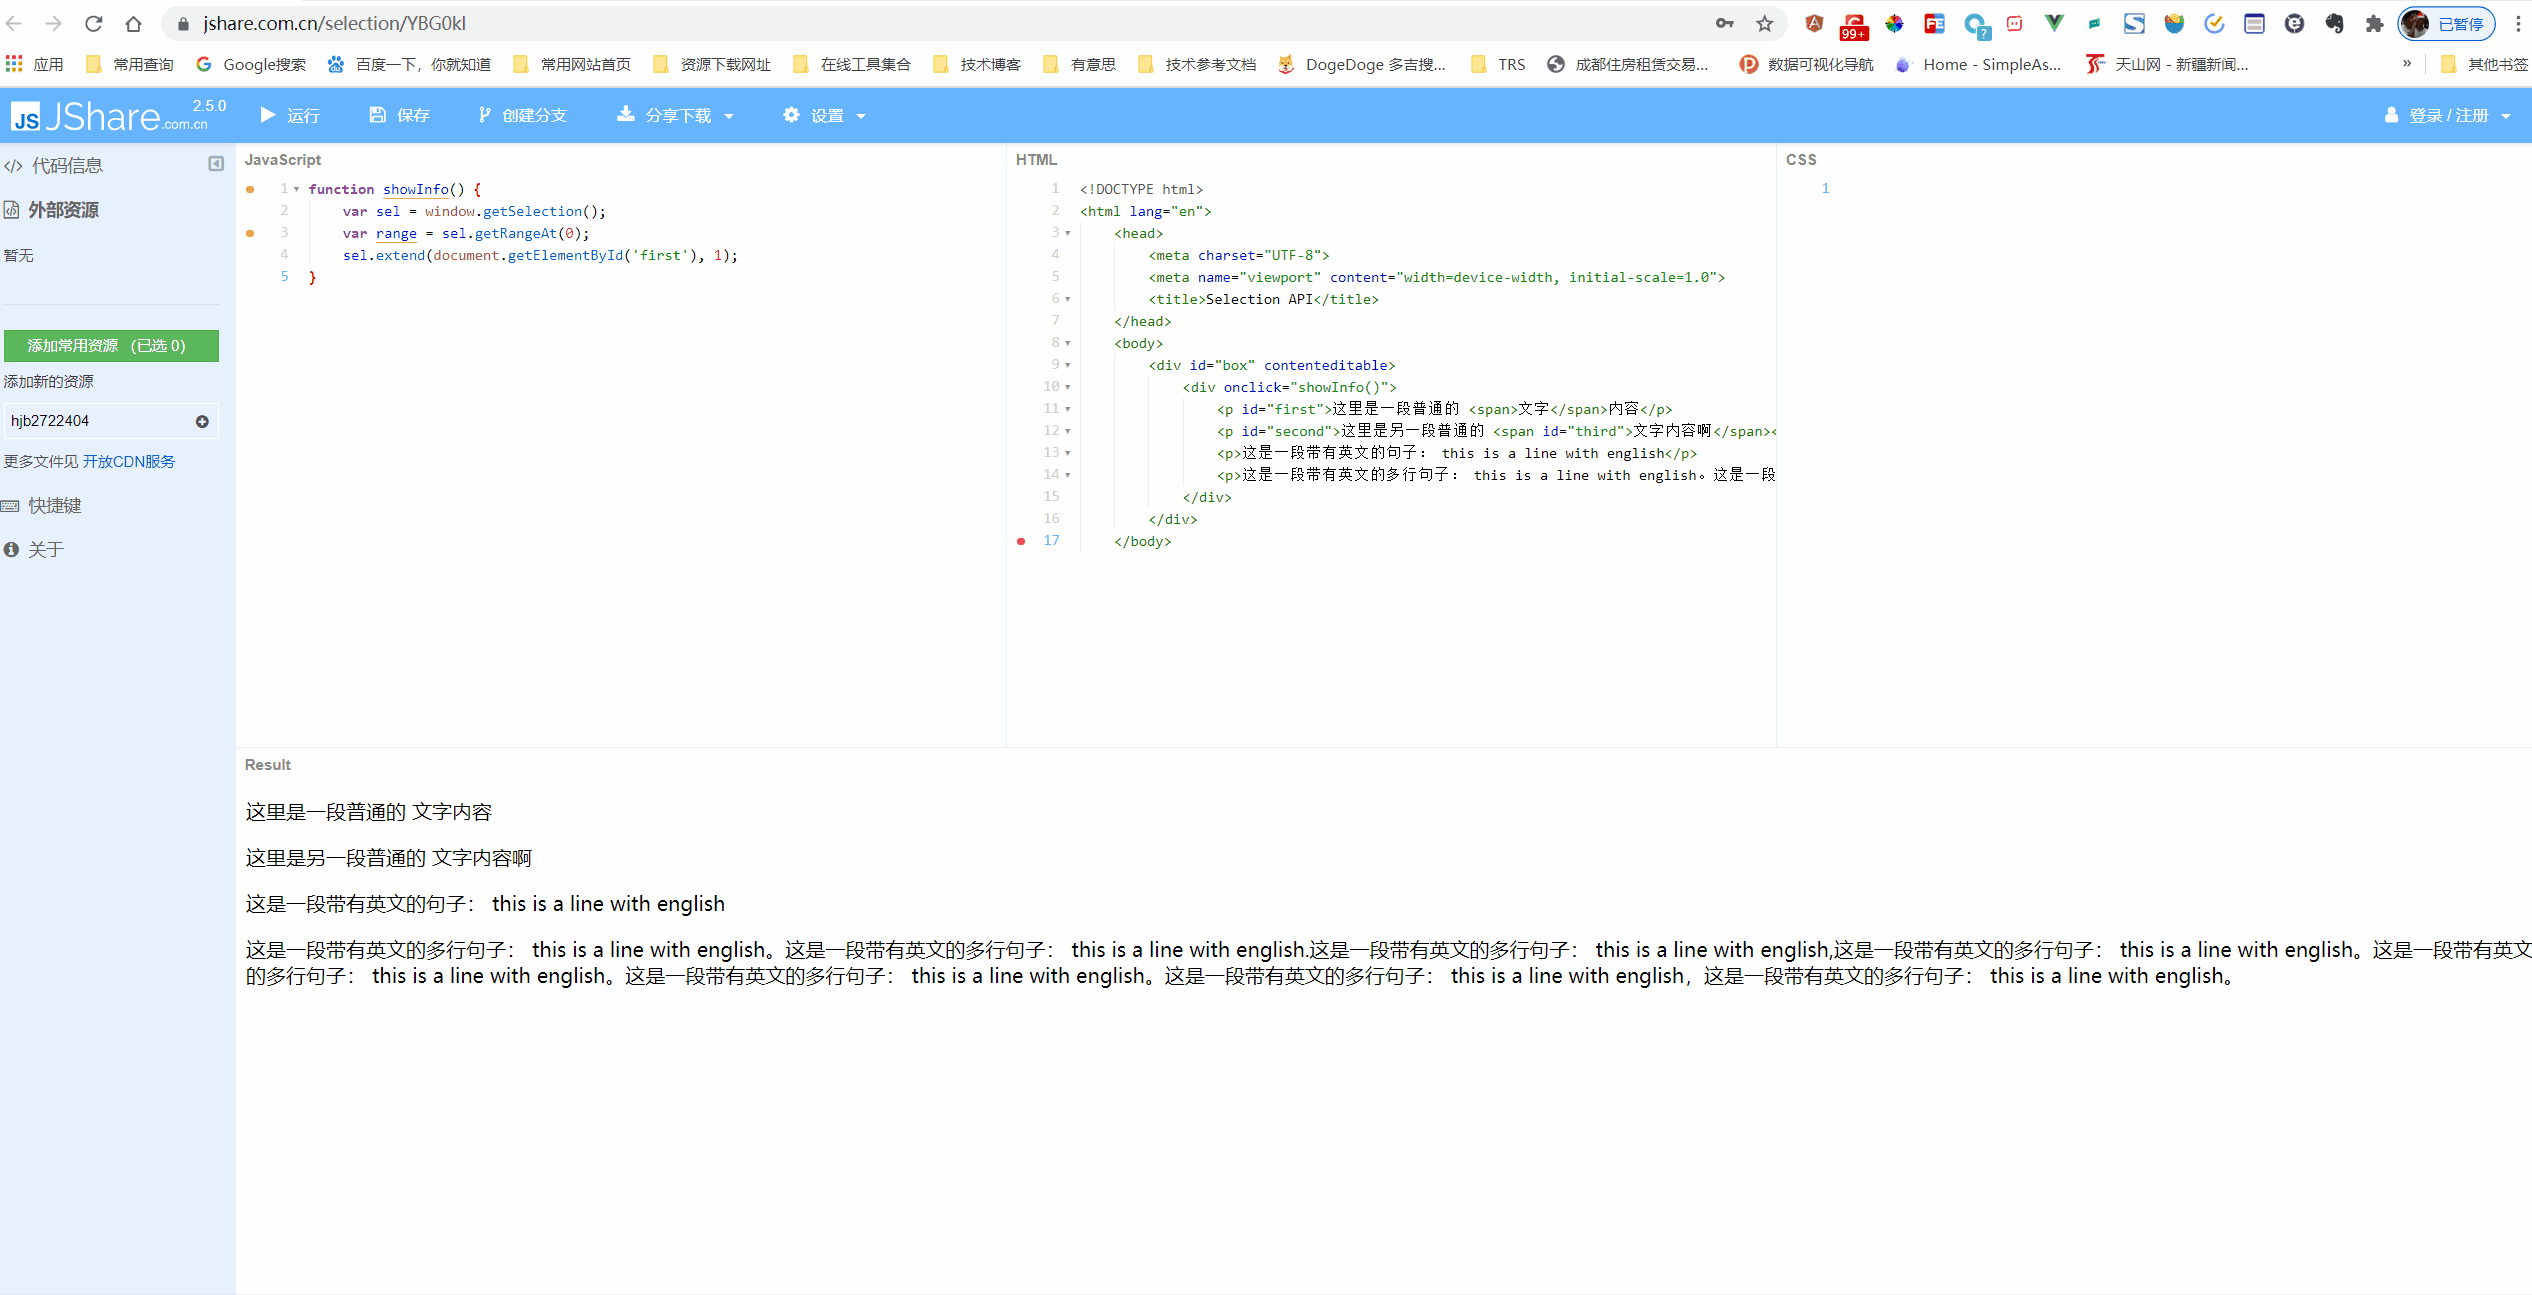 jshare.com.cn/selection/YBG0kl
99+
已暂停
应用 常用查询 Google搜索 百度一下，你就知道 常用网站首页 资源下载网址 在线工具集合 技术博客 有意思 技术参考文档 DogeDoge 多吉搜... TRS 成都住房租赁交易... 数据可视化导航 Home - SimpleAs... 天山网 - 新疆新闻... » 其他书签
JS JShare.com.cn 2.5.0 运行 保存 创建分支 分享下载 设置 登录 / 注册
代码信息
外部资源
暂无
添加常用资源 (已选 0)
添加新的资源
hjb2722404
更多文件见 开放CDN服务
快捷键
关于
JavaScript
1 function showInfo() {
2 var sel = window.getSelection();
3 var range = sel.getRangeAt(0);
4 sel.extend(document.getElementById('first'), 1);
5 }
HTML
1 <!DOCTYPE html>
2 <html lang="en">
3 <head>
4 <meta charset="UTF-8">
5 <meta name="viewport" content="width=device-width, initial-scale=1.0">
6 <title>Selection API</title>
7 </head>
8 <body>
9 <div id="box" contenteditable>
10 <div onclick="showInfo()">
11 <p id="first">这里是一段普通的 <span>文字</span>内容</p>
12 <p id="second">这里是另一段普通的 <span id="third">文字内容啊</span><
13 <p>这是一段带有英文的句子： this is a line with english</p>
14 <p>这是一段带有英文的多行句子： this is a line with english。这是一段
15 </div>
16 </div>
17 </body>
CSS
1
Result
这里是一段普通的 文字内容
这里是另一段普通的 文字内容啊
这是一段带有英文的句子： this is a line with english
这是一段带有英文的多行句子： this is a line with english。这是一段带有英文的多行句子： this is a line with english.这是一段带有英文的多行句子： this is a line with english,这是一段带有英文的多行句子： this is a line with english。这是一段带有英文
的多行句子： this is a line with english。这是一段带有英文的多行句子： this is a line with english。这是一段带有英文的多行句子： this is a line with english，这是一段带有英文的多行句子： this is a line with english。